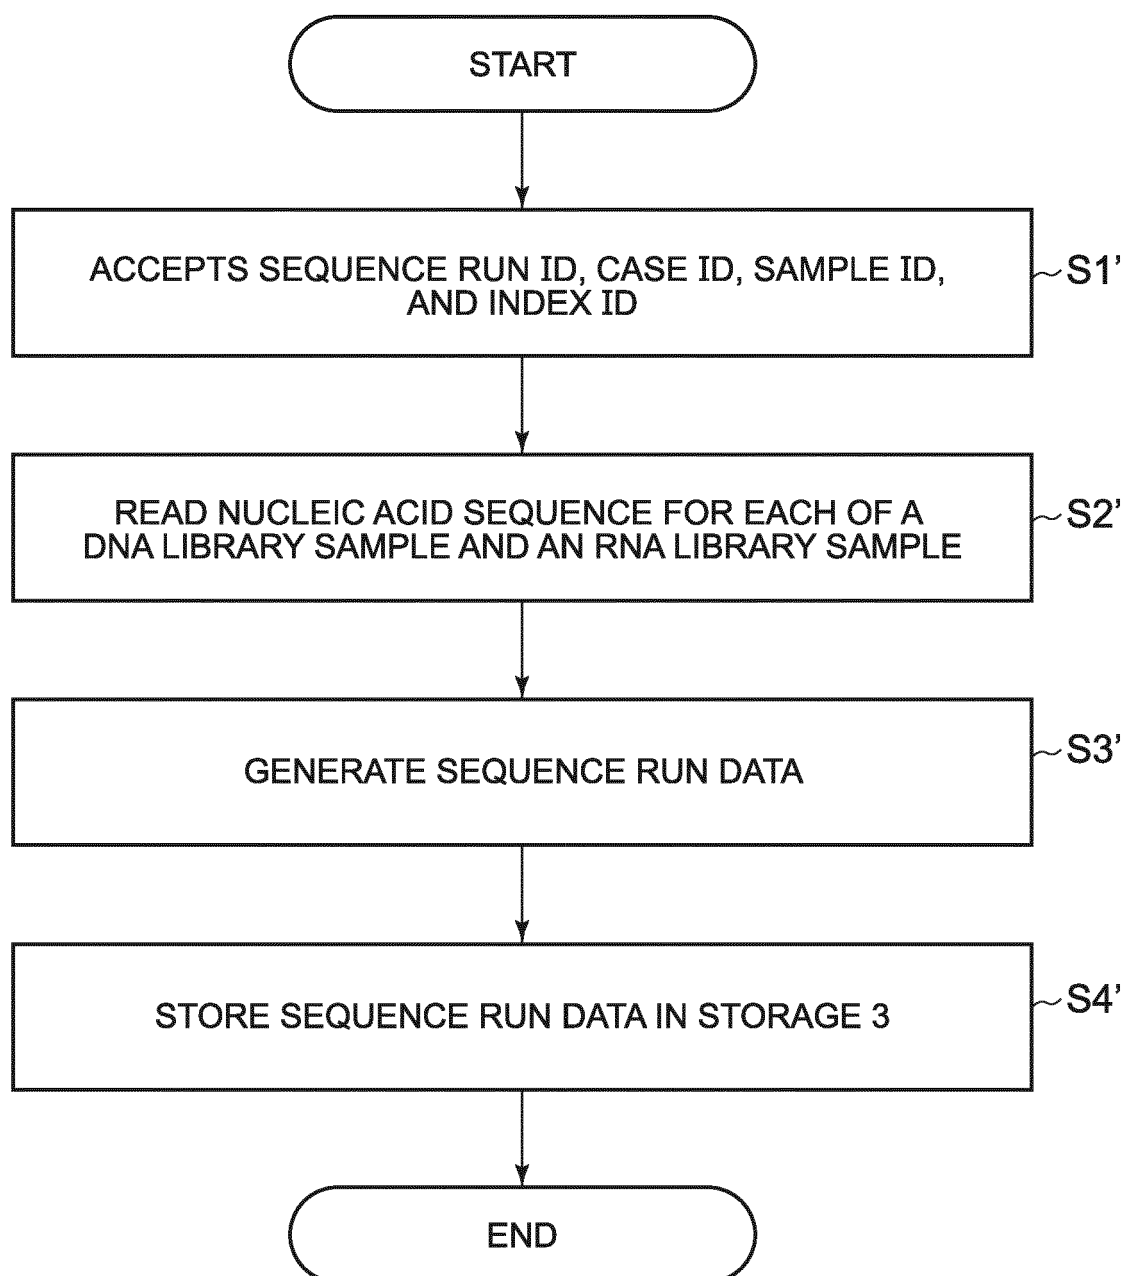 START
ACCEPTS SEQUENCE RUN ID, CASE ID, SAMPLE ID,
AND INDEX ID
S1’
READ NUCLEIC ACID SEQUENCE FOR EACH OF A
DNA LIBRARY SAMPLE AND AN RNA LIBRARY SAMPLE
S2’
GENERATE SEQUENCE RUN DATA
S3’
STORE SEQUENCE RUN DATA IN STORAGE 3
S4’
END